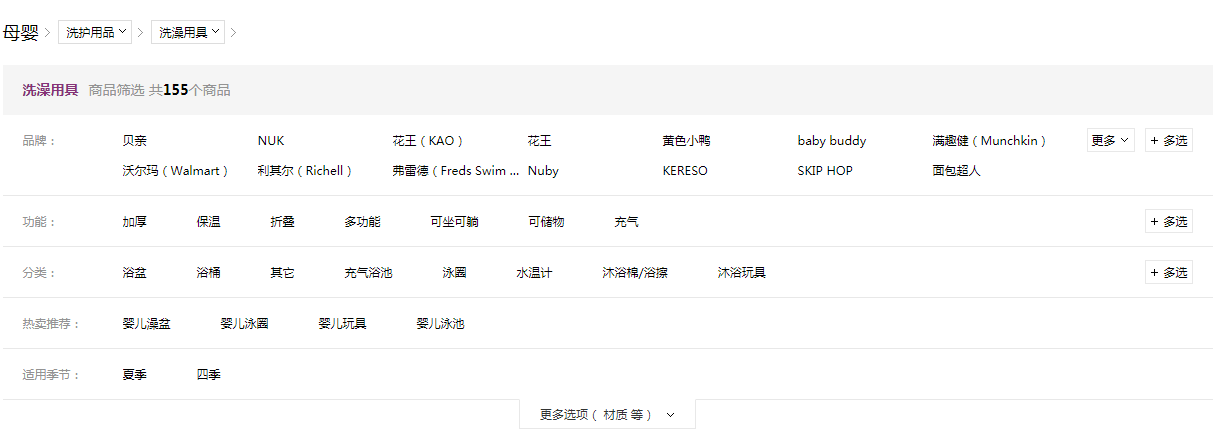 母婴 > 洗护用品 洗澡用具
洗澡用具 商品筛选 共155个商品
品牌： 贝亲 NUK 花王（KAO） 花王 黄色小鸭 baby buddy 满趣健（Munchkin） 更多 + 多选
沃尔玛（Walmart） 利其尔（Richell） 弗雷德（Freds Swim ... Nuby KERESO SKIP HOP 面包超人
功能： 加厚 保温 折叠 多功能 可坐可躺 可储物 充气 + 多选
分类： 浴盆 浴桶 其它 充气浴池 泳圈 水温计 沐浴棉/浴擦 沐浴玩具 + 多选
热卖推荐： 婴儿澡盆 婴儿泳圈 婴儿玩具 婴儿泳池
适用季节： 夏季 四季
更多选项（ 材质 等）